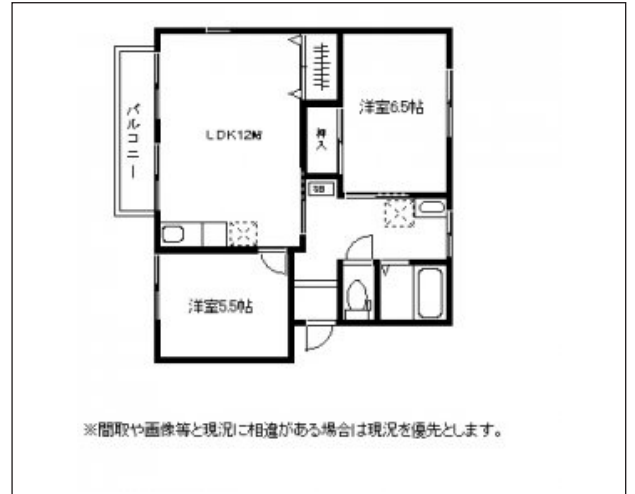 洋室6.5帖
バルコニー
LDK12帖
押入
洋室5.5帖
※間取や画像等と現況に相違がある場合は現況を優先とします。